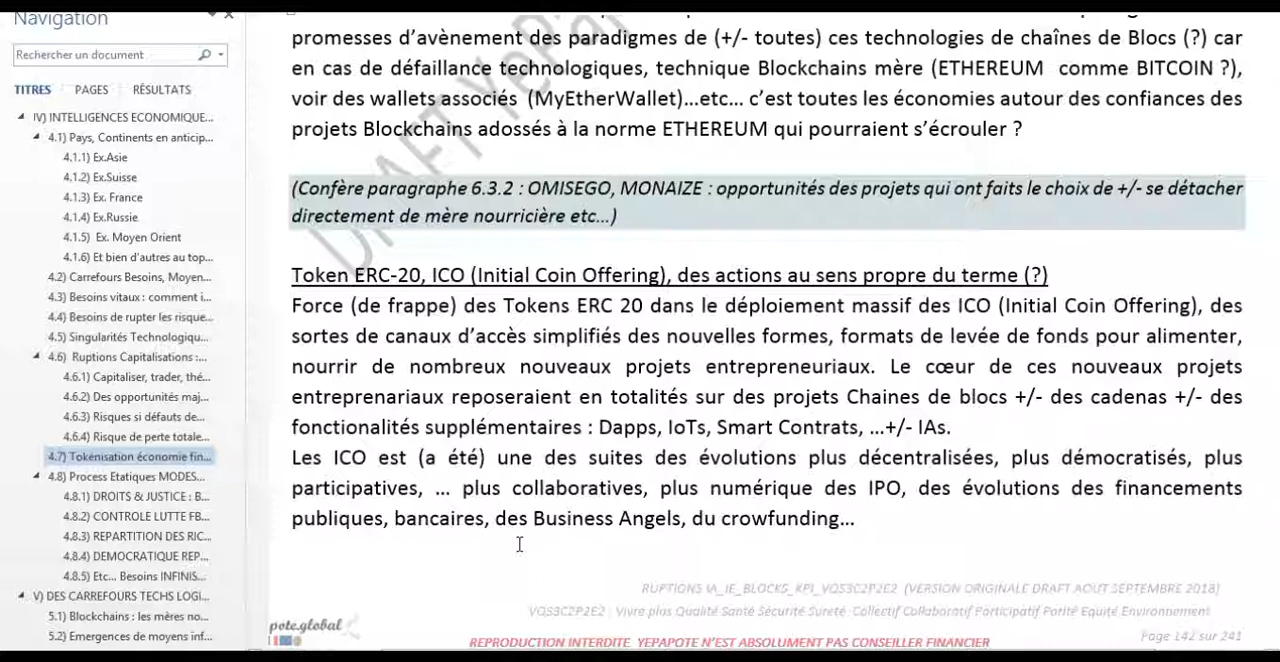 Navigation
Rechercher un document
TITRES PAGES RÉSULTATS
IV) INTELLIGENCES ECONOMIQUE...
4.1) Pays, Continents en anticip...
4.1.1) Ex.Asie
4.1.2) Ex.Suisse
4.1.3) Ex. France
4.1.4) Ex.Russie
4.1.5) Ex. Moyen Orient
4.1.6) Et bien d'autres au top...
4.2) Carrefours Besoins, Moyen...
4.3) Besoins vitaux : comment i...
4.4) Besoins de rupter les risque...
4.5) Singularités Technologiqu...
4.6) Ruptions Capitalisations :...
4.6.1) Capitaliser, trader, thé...
4.6.2) Des opportunités maj...
4.6.3) Risques si défauts de...
4.6.4) Risque de perte totale...
4.7) Tokénisation économie fin...
4.8) Process Etatiques MODES...
4.8.1) DROITS & JUSTICE : B...
4.8.2) CONTROLE LUTTE FB...
4.8.3) REPARTITION DES RIC...
4.8.4) DEMOCRATIQUE REP...
4.8.5) Etc... Besoins INFINIS...
V) DES CARREFOURS TECHS LOGI...
5.1) Blockchains : les mères no...
5.2) Emergences de moyens inf...
promesses d'avènement des paradigmes de (+/- toutes) ces technologies de chaînes de Blocs (?) car
en cas de défaillance technologiques, technique Blockchains mère (ETHEREUM comme BITCOIN ?),
voir des wallets associés (MyEtherWallet)...etc... c'est toutes les économies autour des confiances des
projets Blockchains adossés à la norme ETHEREUM qui pourraient s'écrouler ?
(Confère paragraphe 6.3.2 : OMISEGO, MONAIZE : opportunités des projets qui ont faits le choix de +/- se détacher
directement de mère nourricière etc...)
Token ERC-20, ICO (Initial Coin Offering), des actions au sens propre du terme (?)
Force (de frappe) des Tokens ERC 20 dans le déploiement massif des ICO (Initial Coin Offering), des
sortes de canaux d'accès simplifiés des nouvelles formes, formats de levée de fonds pour alimenter,
nourrir de nombreux nouveaux projets entrepreneuriaux. Le cœur de ces nouveaux projets
entreprenariaux reposeraient en totalités sur des projets Chaines de blocs +/- des cadenas +/- des
fonctionalités supplémentaires : Dapps, IoTs, Smart Contrats, ...+/- IAs.
Les ICO est (a été) une des suites des évolutions plus décentralisées, plus démocratisés, plus
participatives, ... plus collaboratives, plus numérique des IPO, des évolutions des financements
publiques, bancaires, des Business Angels, du crowfunding...
RUPTIONS IA_IE_BLOCKS_KPI_VQS3C2P2E2 (VERSION ORIGINALE DRAFT AOUT SEPTEMBRE 2018)
VQS3C2P2E2 : Vivre plus Qualité Santé Sécurité Sureté Collectif Collaboratif Participatif Parité Equité Environnement
pote.global
REPRODUCTION INTERDITE YEPAPOTE N'EST ABSOLUMENT PAS CONSEILLER FINANCIER
Page 142 sur 241
DRAFT YePa